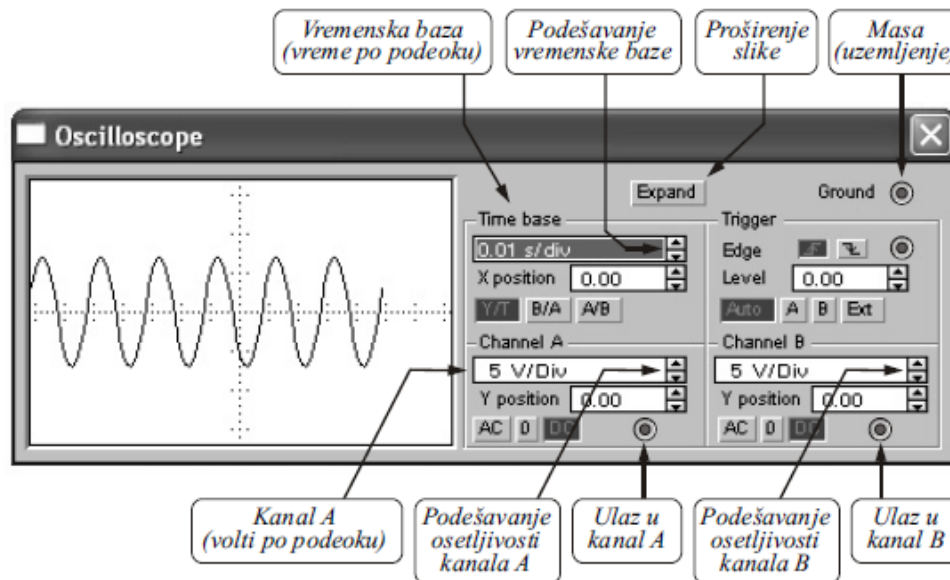 Vremenska baza
(vreme po podeoku)
Podešavanje
vremenske baze
Proširenje
slike
Masa
(uzemljenje)
Oscilloscope
Expand
Ground
Time base
0.01 s/div
X position 0.00
Y/T B/A A/B
Trigger
Edge
Level 0.00
Auto A B Ext
Channel A
5 V/Div
Y position 0.00
AC 0 DC
Channel B
5 V/Div
Y position 0.00
AC 0 DC
Kanal A
(volti po podeoku)
Podešavanje
osetljivosti
kanala A
Ulaz u
kanal A
Podešavanje
osetljivosti
kanala B
Ulaz u
kanal B